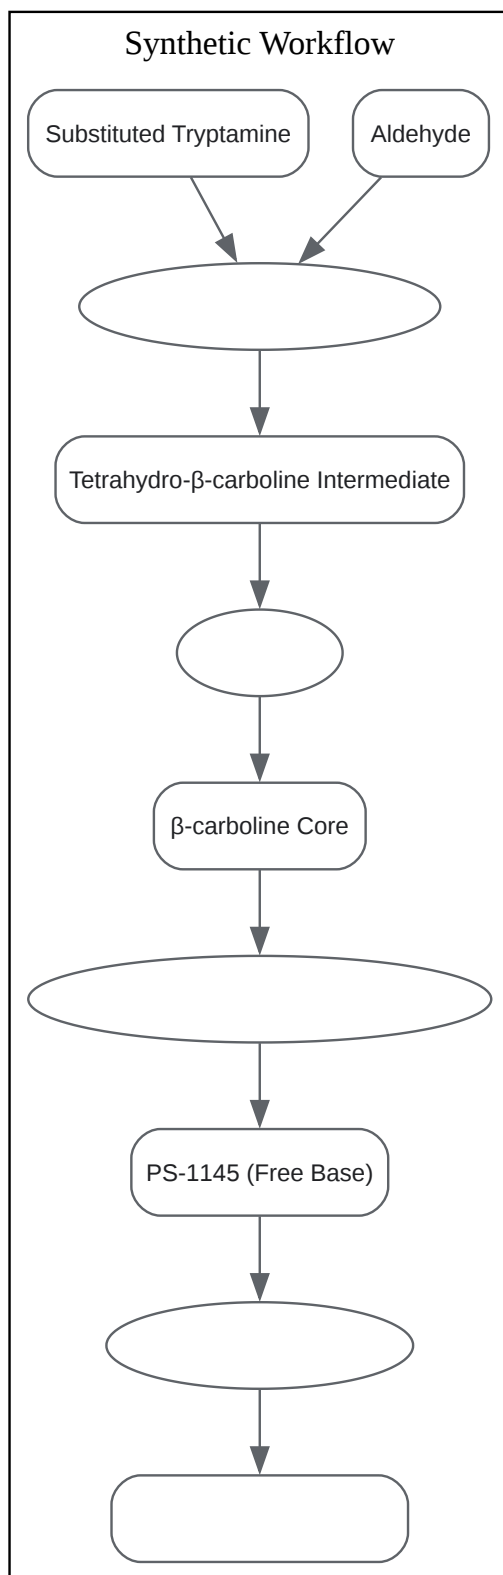 Synthetic Workflow
Substituted Tryptamine
Aldehyde
Tetrahydro-β-carboline Intermediate
β-carboline Core
PS-1145 (Free Base)